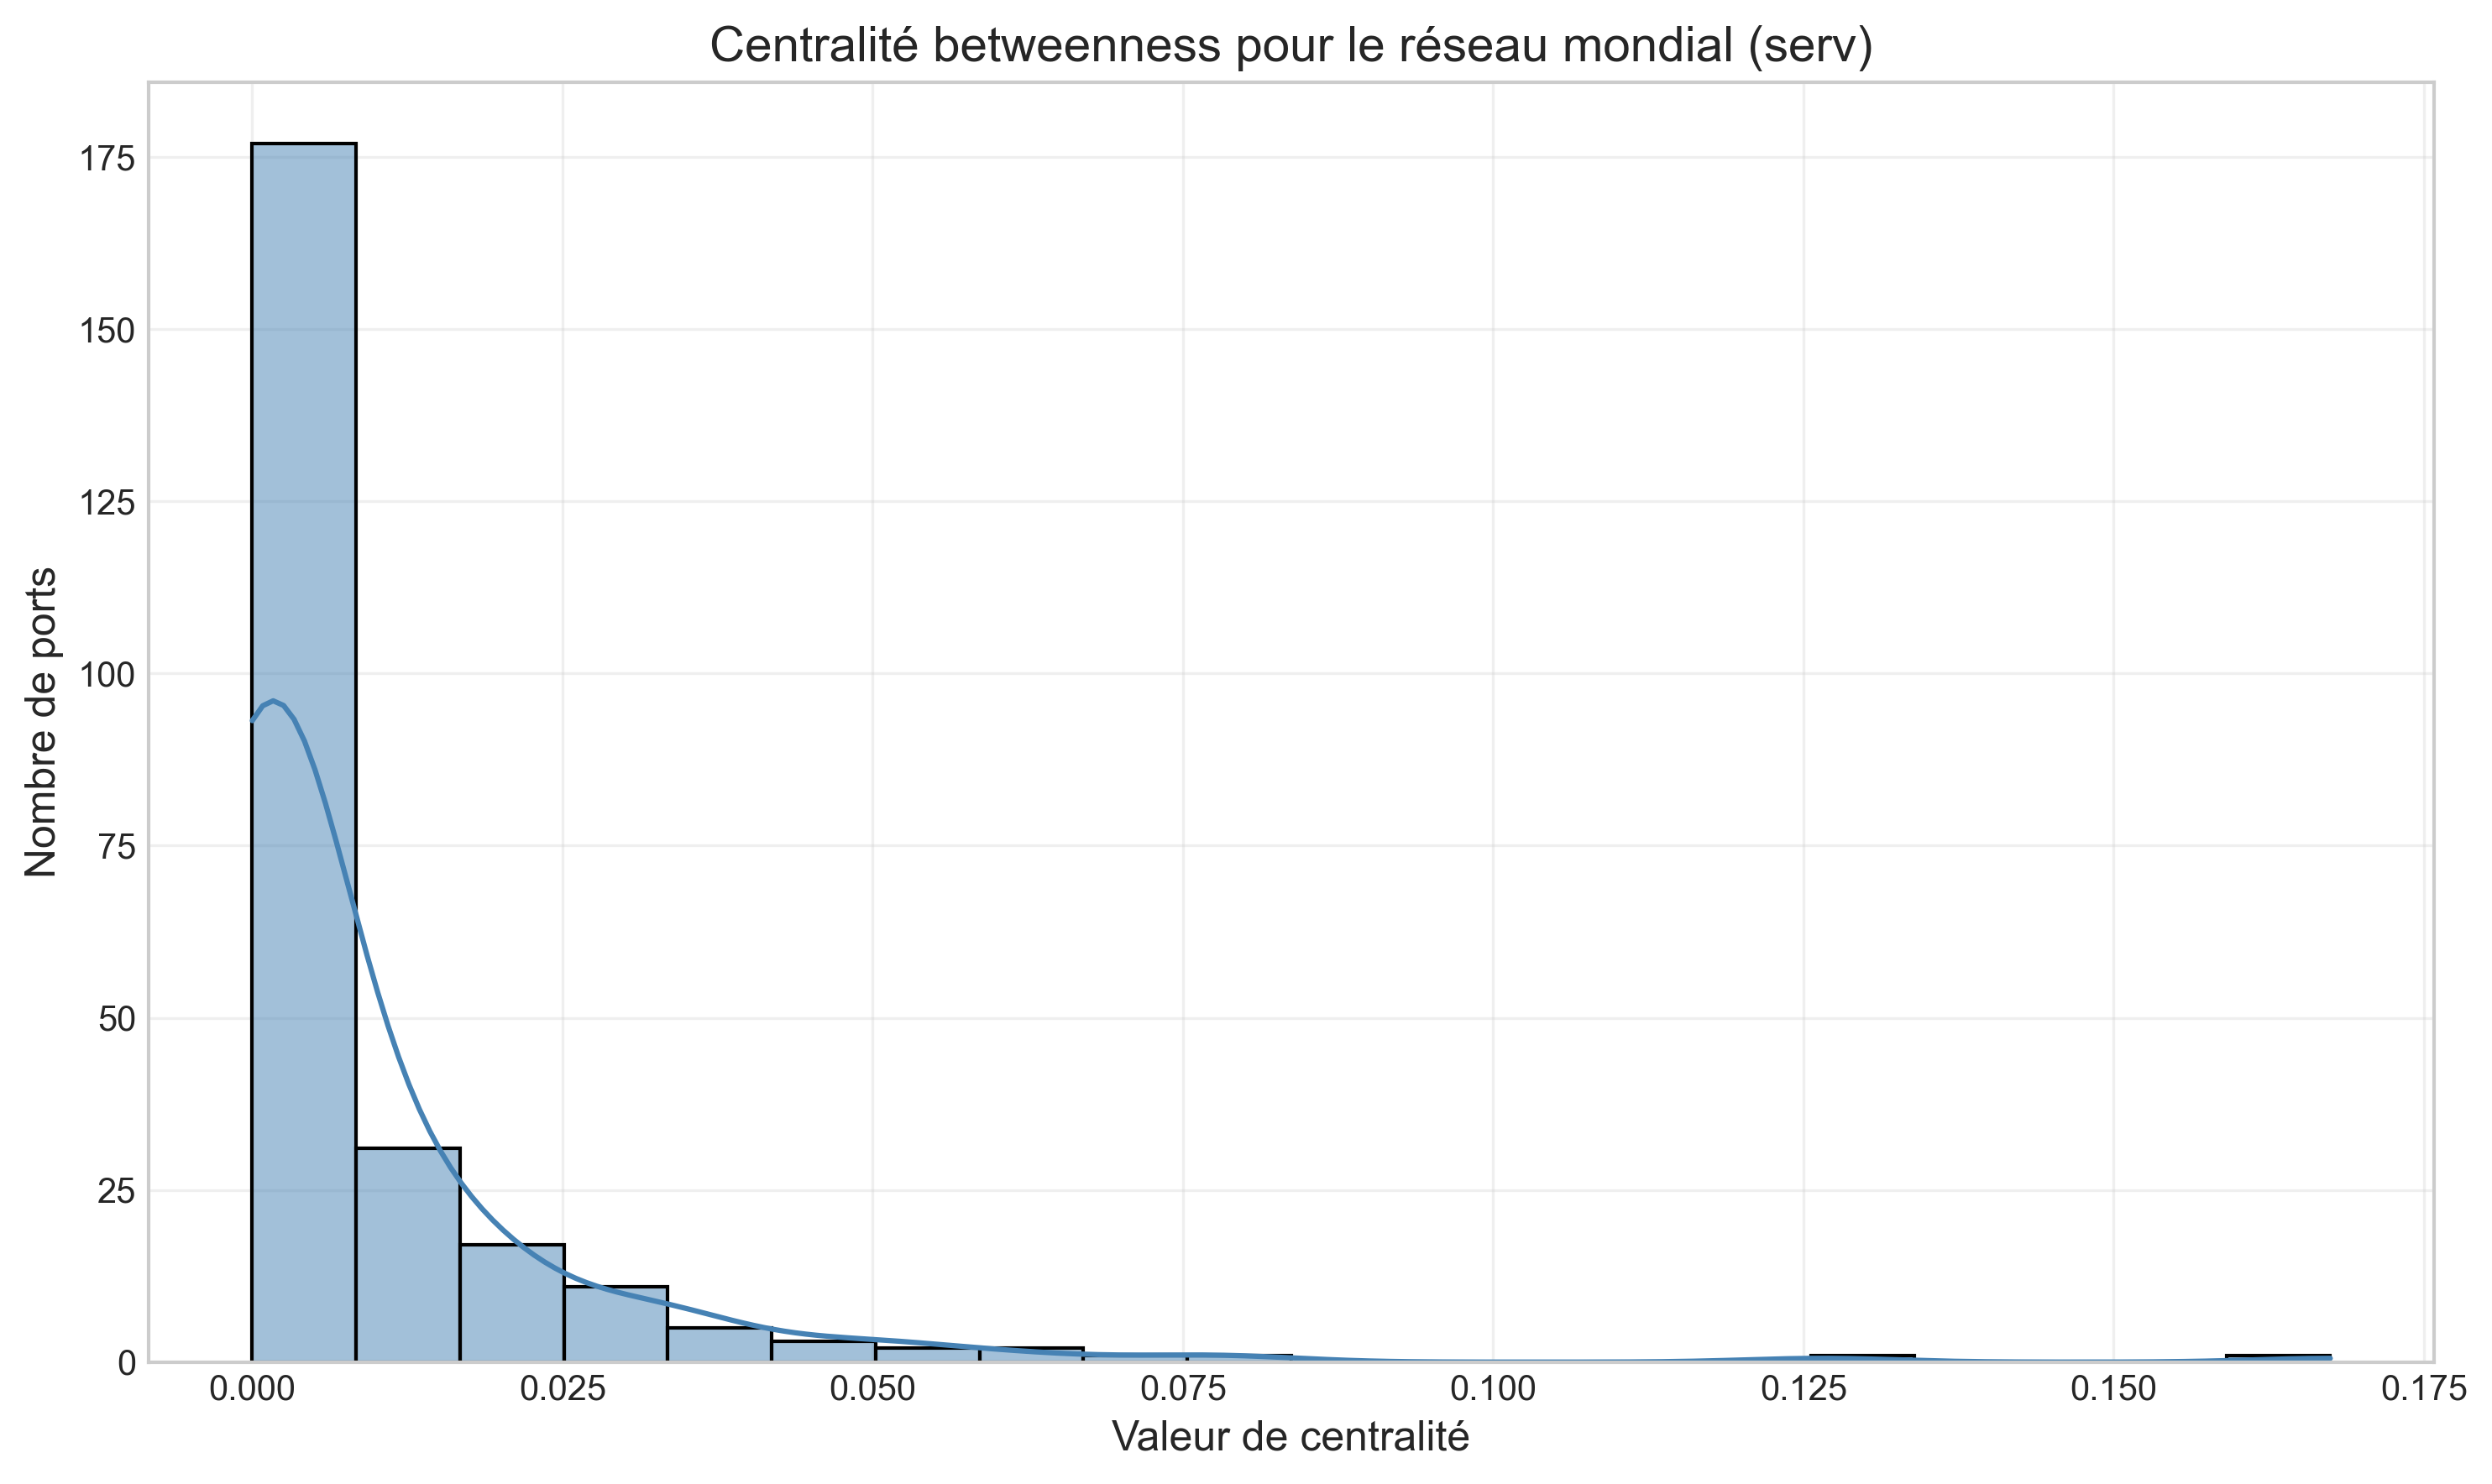 Centralité betweenness pour le réseau mondial (serv)
Nombre de ports
175
150
125
100
75
50
25
0
0.000 0.025 0.050 0.075 0.100 0.125 0.150 0.175
Valeur de centralité